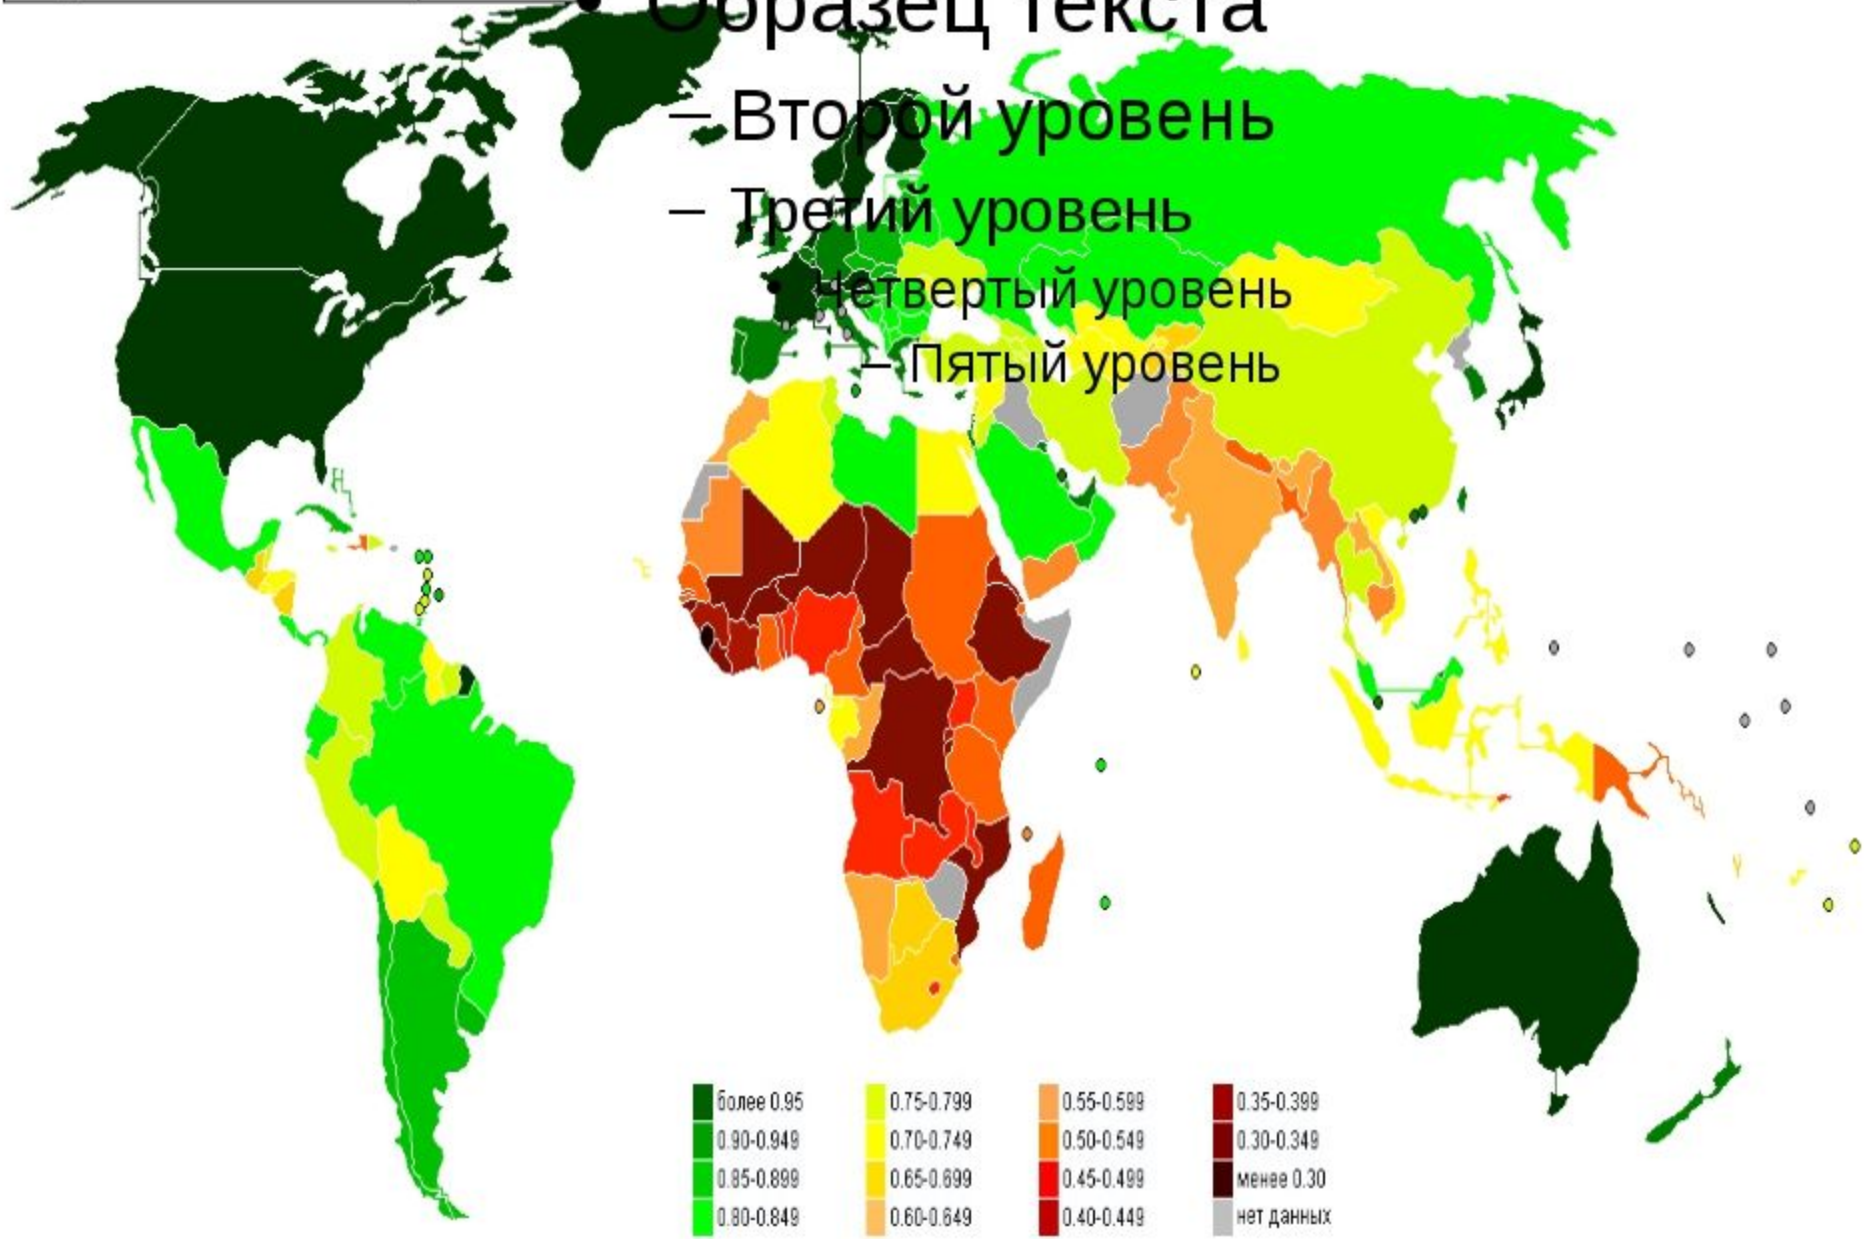 Образец текста
– Второй уровень
– Третий уровень
• Четвертый уровень
– Пятый уровень
более 0.95
0.90-0.949
0.85-0.899
0.80-0.849
0.75-0.799
0.70-0.749
0.65-0.699
0.60-0.649
0.55-0.599
0.50-0.549
0.45-0.499
0.40-0.449
0.35-0.399
0.30-0.349
менее 0.30
нет данных